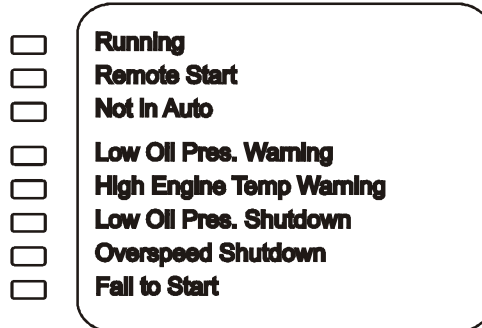 Running
Remote Start
Not in Auto
Low Oil Pres. Warning
High Engine Temp Warning
Low Oil Pres. Shutdown
Overspeed Shutdown
Fail to Start